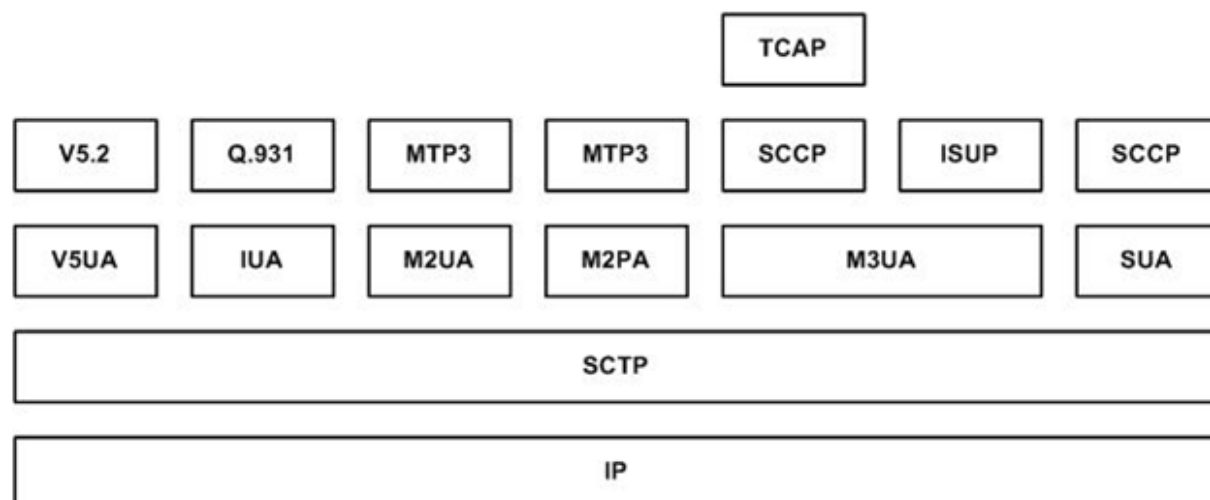 TCAP
V5.2 Q.931 MTP3 MTP3 SCCP ISUP SCCP
V5UA IUA M2UA M2PA M3UA SUA
SCTP
IP